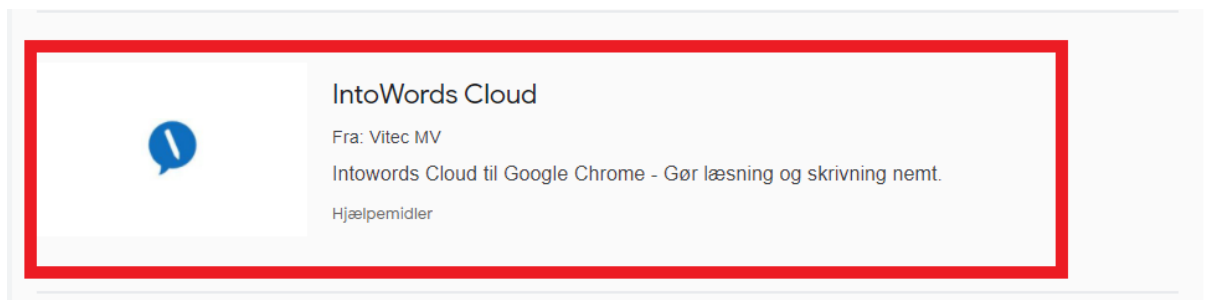 IntoWords Cloud
Fra: Vitec MV
Intowords Cloud til Google Chrome - Gør læsning og skrivning nemt.
Hjælpemidler